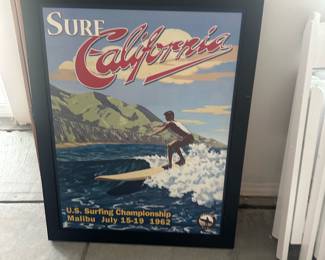 SURF
California
U.S. Surfing Championship
Malibu July 15-19 1962